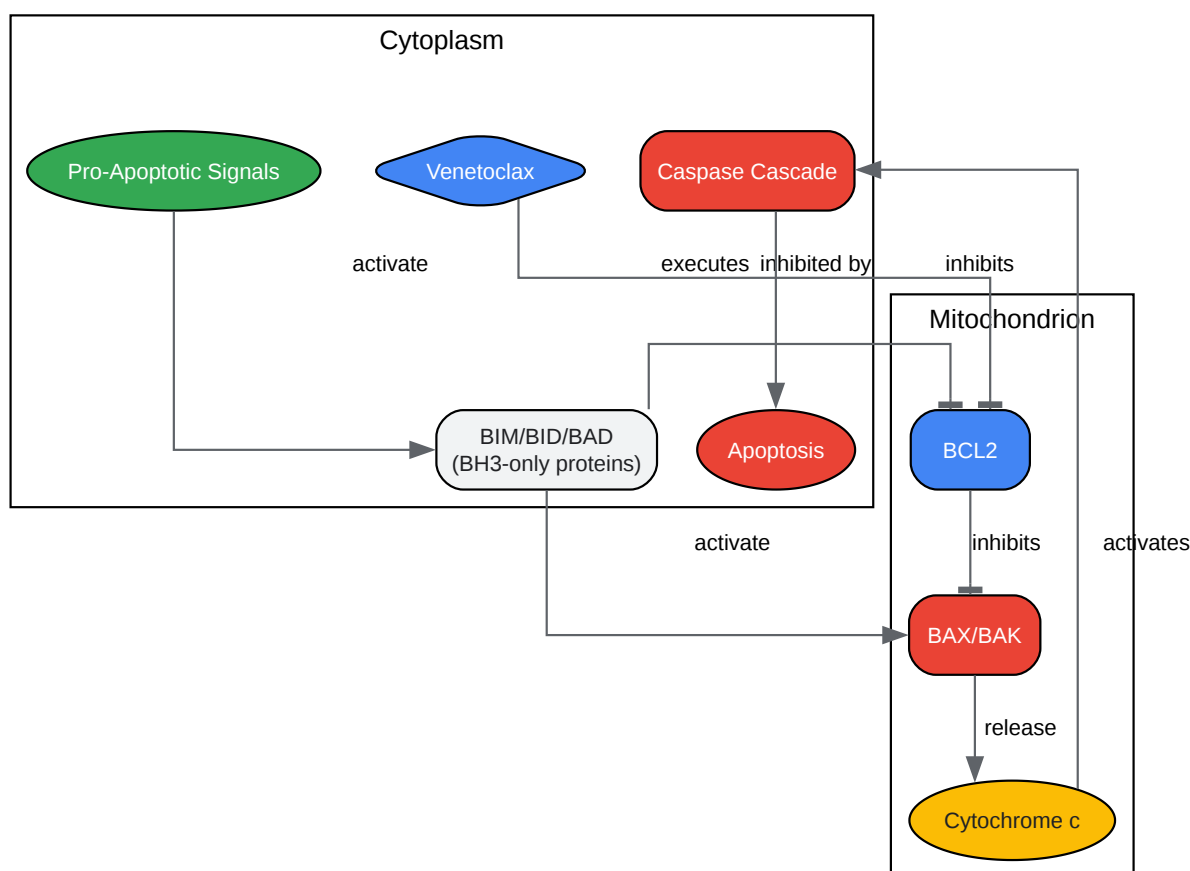 Cytoplasm
Pro-Apoptotic Signals
Venetoclax
Caspase Cascade
activate
executes
inhibited by
inhibits
Mitochondrion
BIM/BID/BAD
(BH3-only proteins)
Apoptosis
BCL2
activate
inhibits
activates
BAX/BAK
release
Cytochrome c